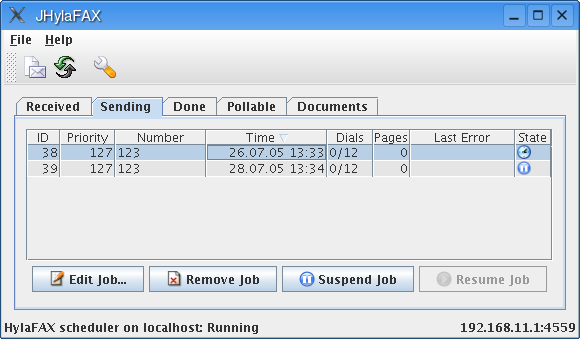 JHylaFAX
File Help
Received Sending Done Pollable Documents
ID Priority Number Time Dials Pages Last Error State
38 127 123 26.07.05 13:33 0/12 0
39 127 123 28.07.05 13:34 0/12 0
Edit Job... Remove Job Suspend Job Resume Job
HylaFAX scheduler on localhost: Running 192.168.11.1:4559